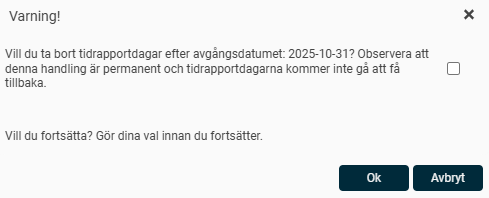 Varning!
Vill du ta bort tidrapportdagar efter avgångsdatumet: 2025-10-31? Observera att
denna handling är permanent och tidrapportdagarna kommer inte gå att få
tillbaka.
Vill du fortsätta? Gör dina val innan du fortsätter.
Ok
Avbryt